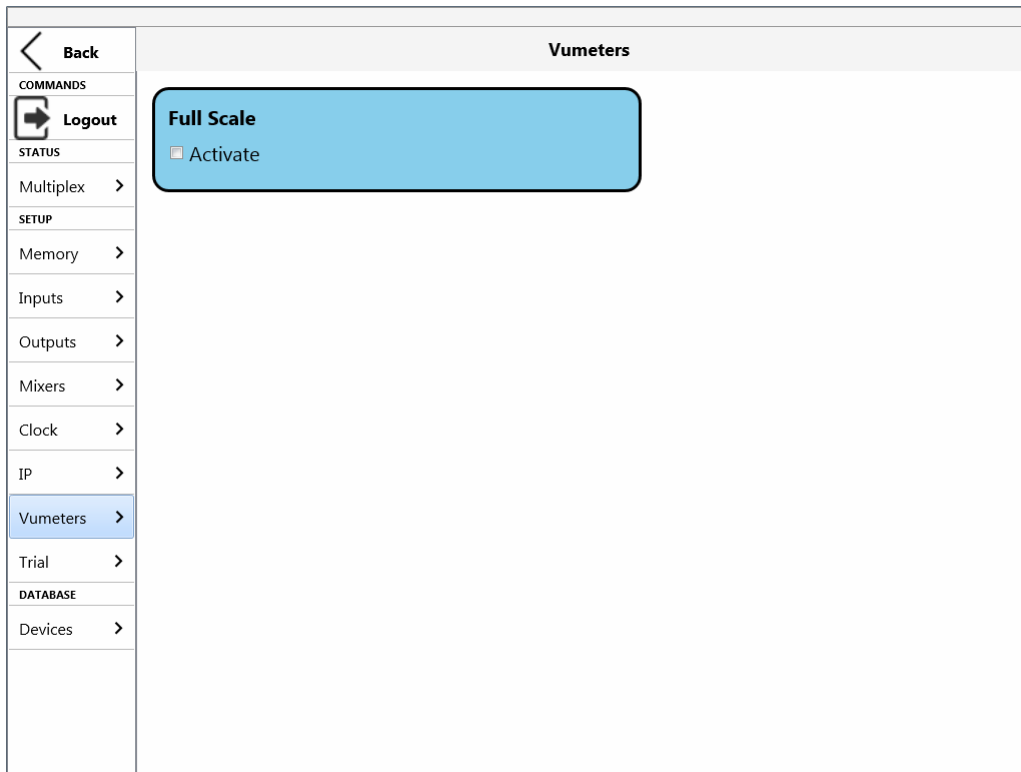 Back
Vumeters
COMMANDS
Logout
STATUS
Multiplex
SETUP
Memory
Inputs
Outputs
Mixers
Clock
IP
Vumeters
Trial
DATABASE
Devices
Full Scale
Activate